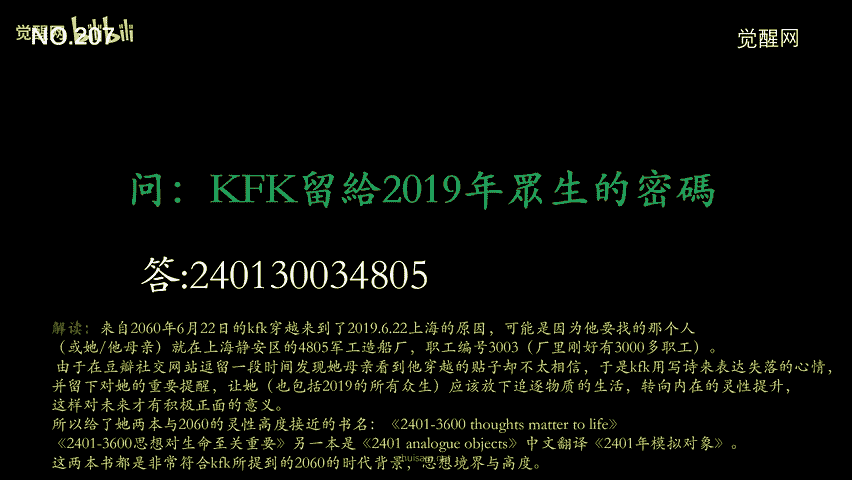 觉醒网 NO.207 bilibili
觉醒网
问：KFK留給2019年眾生的密碼
答:240130034805
解读：来自2060年6月22日的kfk穿越来到了2019.6.22上海的原因，可能是因为他要找的那个人
（或她/他母亲）就在上海静安区的4805军工造船厂，职工编号3003（厂里刚好有3000多职工）。
由于在豆瓣社交网站逗留一段时间发现她母亲看到他穿越的贴子却不太相信，于是kfk用写诗来表达失落的心情，
并留下对她的重要提醒，让她（也包括2019的所有众生）应该放下追逐物质的生活，转向内在的灵性提升，
这样对未来才有积极正面的意义。
所以给了她两本与2060的灵性高度接近的书名：《2401-3600 thoughts matter to life》
《2401-3600思想对生命至关重要》另一本是《2401 analogue objects》中文翻译《2401年模拟对象》。
这两本书都是非常符合kfk所提到的2060的时代背景，思想境界与高度。